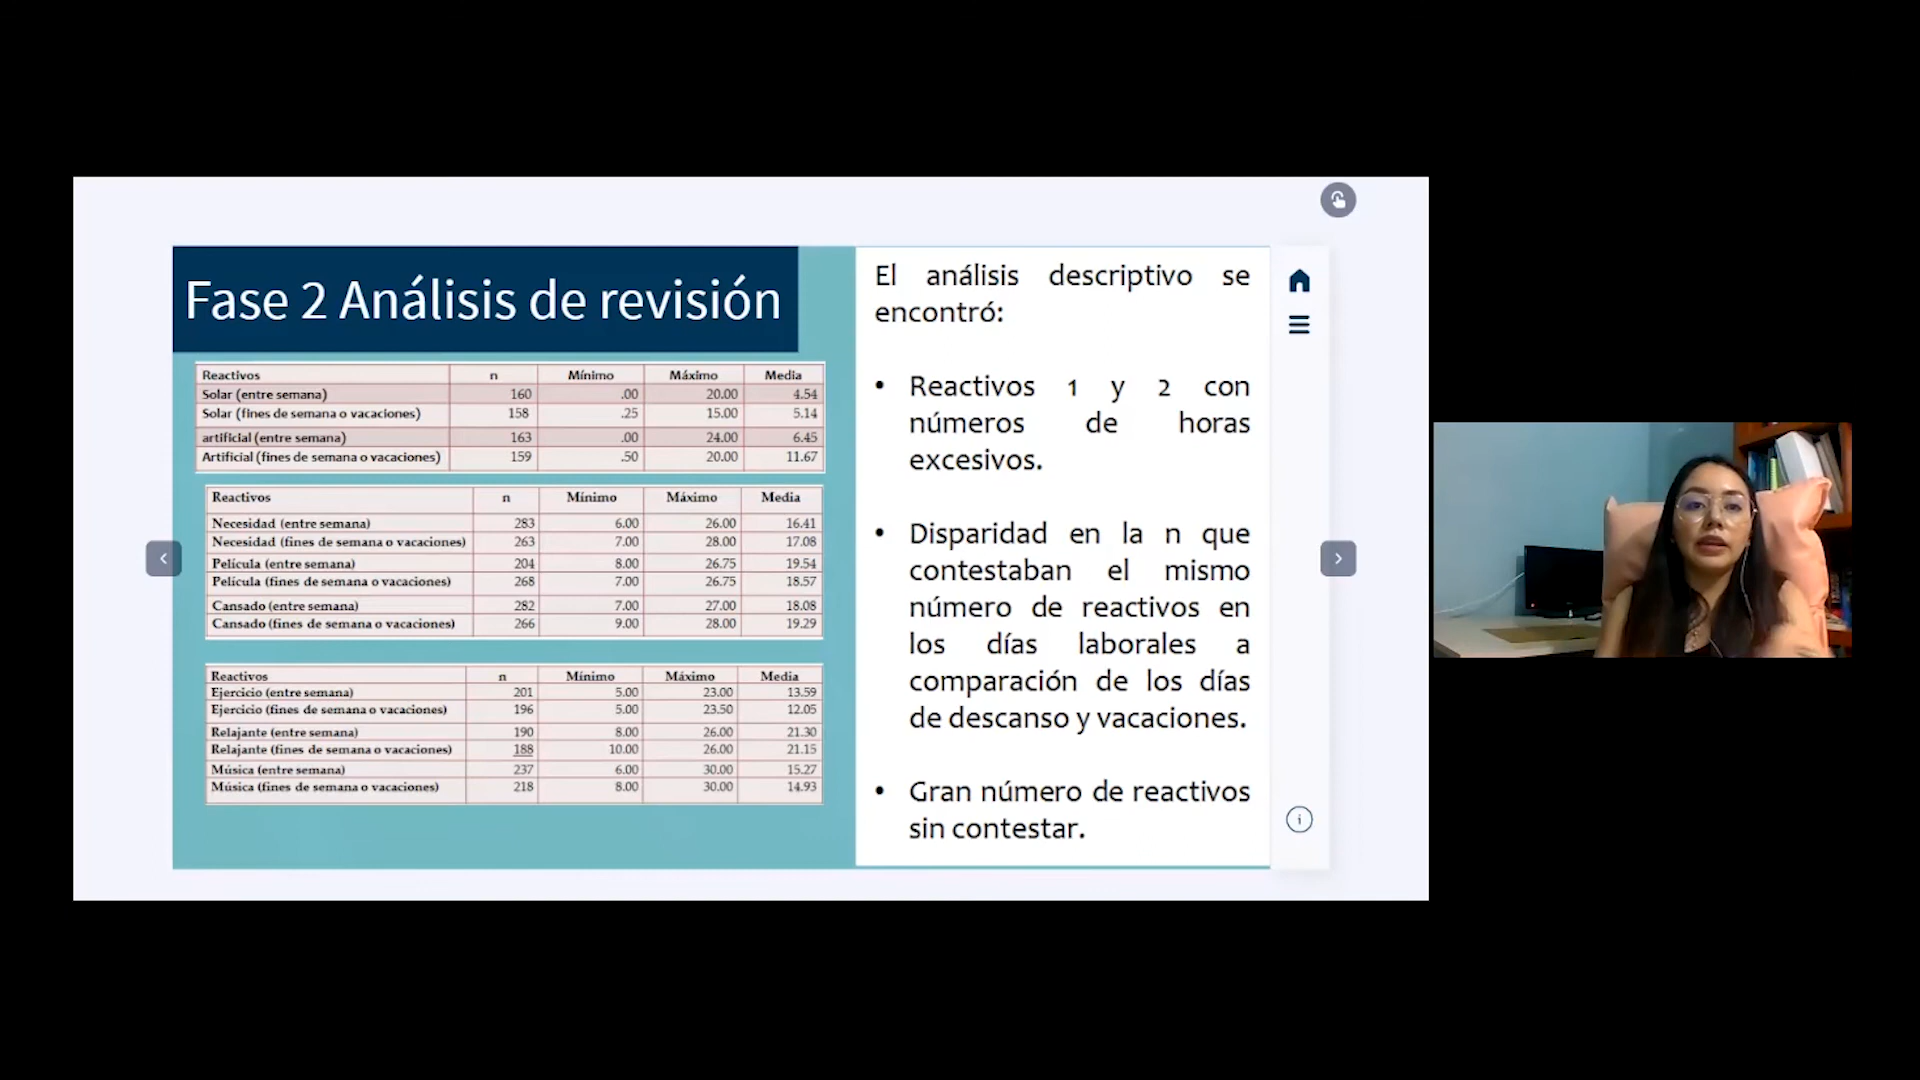 Fase 2 Análisis de revisión
Reactivos n Mínimo Máximo Media
Solar (entre semana) 160 .00 20.00 4.54
Solar (fines de semana o vacaciones) 158 .25 15.00 5.14
artificial (entre semana) 163 .00 24.00 6.45
Artificial (fines de semana o vacaciones) 159 .50 20.00 11.67
Reactivos n Mínimo Máximo Media
Necesidad (entre semana) 283 6.00 26.00 16.41
Necesidad (fines de semana o vacaciones) 263 7.00 28.00 17.08
Película (entre semana) 204 8.00 26.75 19.54
Película (fines de semana o vacaciones) 268 7.00 26.75 18.57
Cansado (entre semana) 282 7.00 27.00 18.08
Cansado (fines de semana o vacaciones) 266 9.00 28.00 19.29
Reactivos n Mínimo Máximo Media
Ejercicio (entre semana) 201 5.00 23.00 13.59
Ejercicio (fines de semana o vacaciones) 196 5.00 23.50 12.05
Relajante (entre semana) 190 8.00 26.00 21.30
Relajante (fines de semana o vacaciones) 188 10.00 26.00 21.15
Música (entre semana) 237 6.00 30.00 15.27
Música (fines de semana o vacaciones) 218 8.00 30.00 14.93
El análisis descriptivo se
encontró:
• Reactivos 1 y 2 con
números de horas
excesivos.
• Disparidad en la n que
contestaban el mismo
número de reactivos en
los días laborales a
comparación de los días
de descanso y vacaciones.
• Gran número de reactivos
sin contestar.